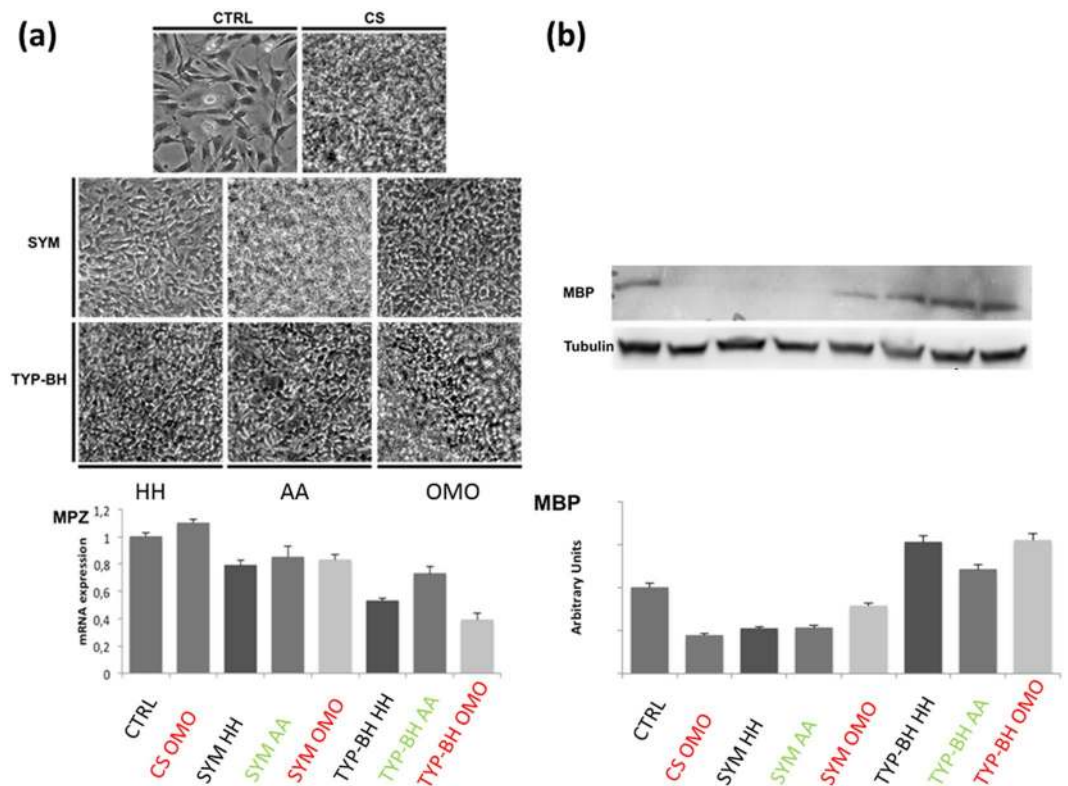 (a)
CTRL CS
SYM
TYP-BH
HH AA OMO
MPZ
mRNA expression
1,2
1
0,8
0,6
0,4
0,2
0
CTRL
CS OMO
SYM HH
SYM AA
SYM OMO
TYP-BH HH
TYP-BH AA
TYP-BH OMO
(b)
MBP
Tubulin
MBP
Arbitrary Units
CTRL
CS OMO
SYM HH
SYM AA
SYM OMO
TYP-BH HH
TYP-BH AA
TYP-BH OMO